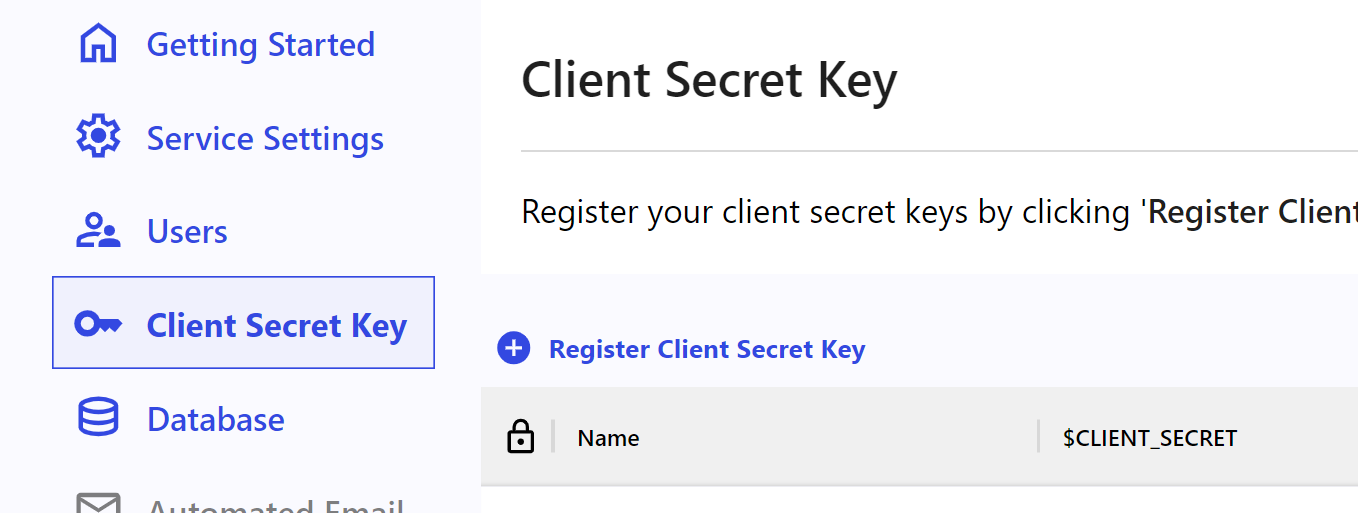 Getting Started
Service Settings
Users
Client Secret Key
Database
Automated Email
Client Secret Key
Register your client secret keys by clicking 'Register Client
Register Client Secret Key
Name
$CLIENT_SECRET